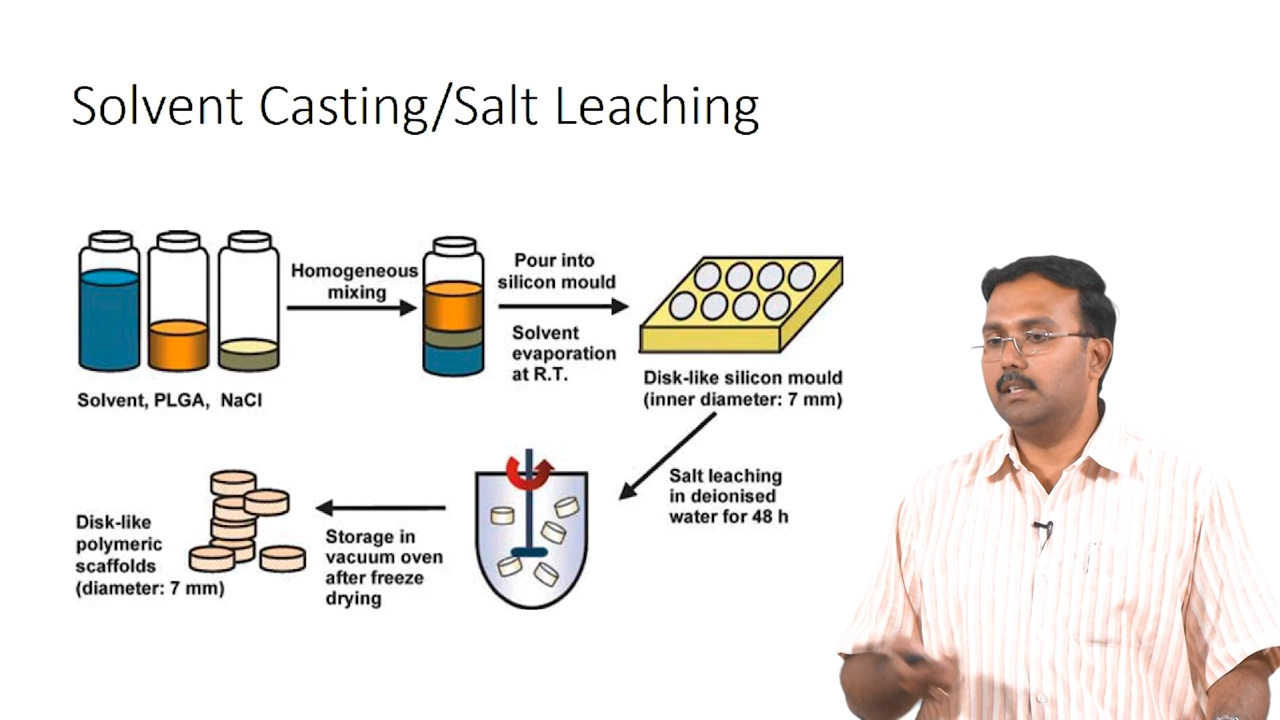 Solvent Casting/Salt Leaching
Solvent, PLGA, NaCl
Homogeneous
mixing
Pour into
silicon mould
Solvent
evaporation
at R.T.
Disk-like silicon mould
(inner diameter: 7 mm)
Salt leaching
in deionised
water for 48 h
Storage in
vacuum oven
after freeze
drying
Disk-like
polymeric
scaffolds
(diameter: 7 mm)